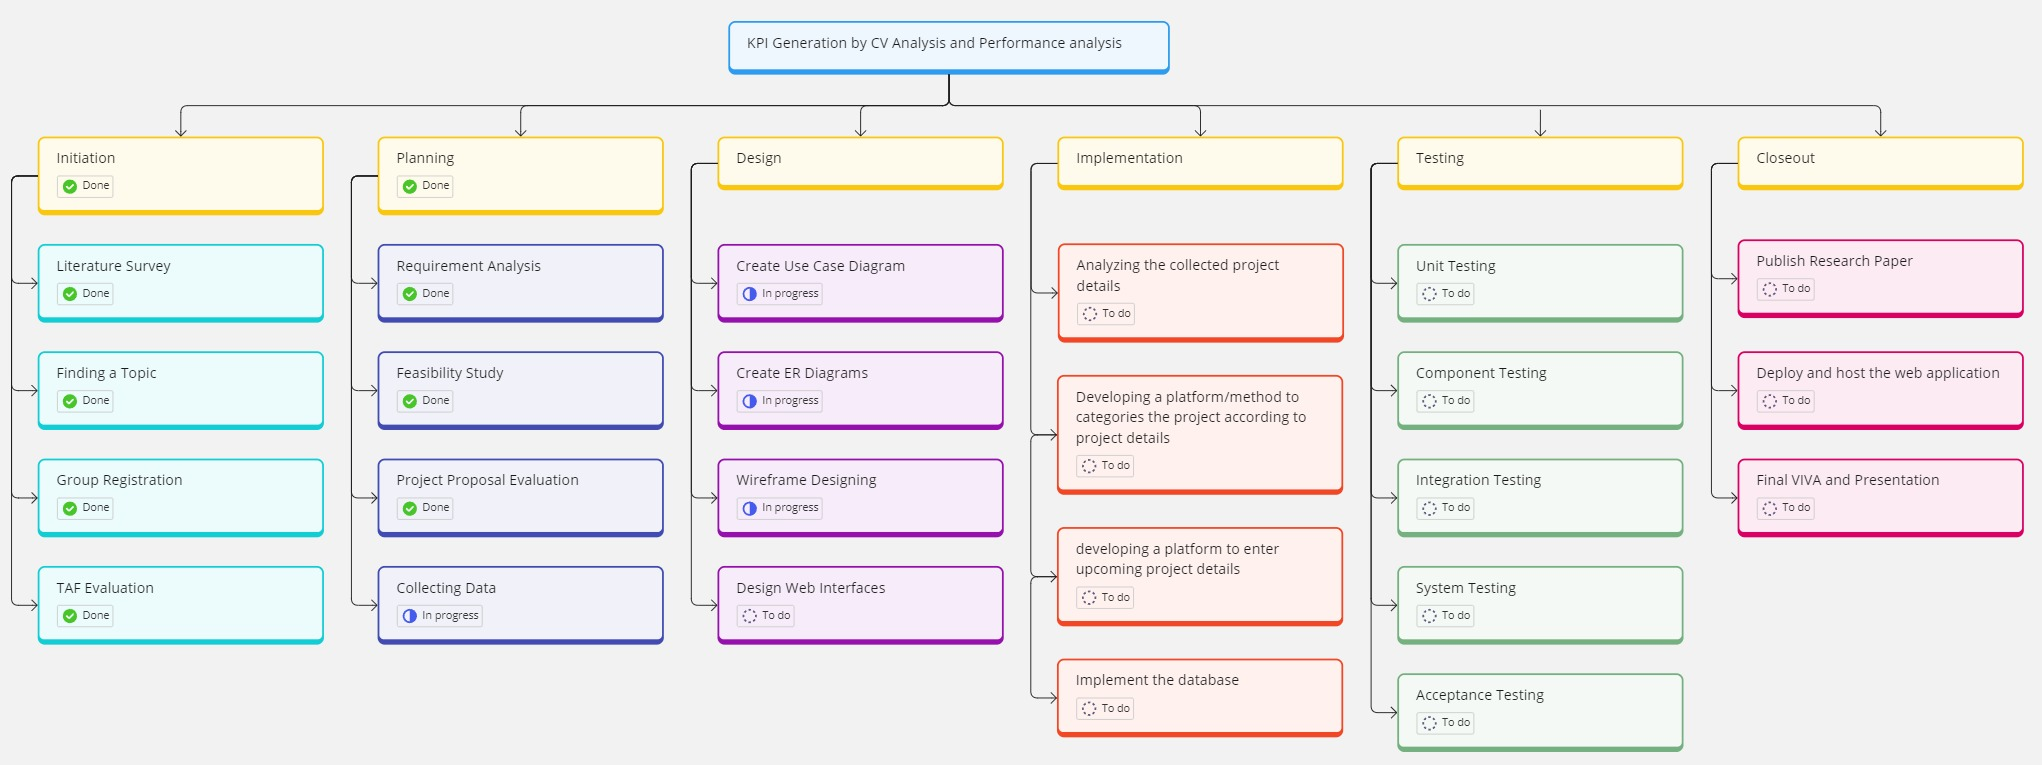 KPI Generation by CV Analysis and Performance analysis
Initiation
Done
Literature Survey
Done
Finding a Topic
Done
Group Registration
Done
TAF Evaluation
Done
Planning
Done
Requirement Analysis
Done
Feasibility Study
Done
Project Proposal Evaluation
Done
Collecting Data
In progress
Design
Create Use Case Diagram
In progress
Create ER Diagrams
In progress
Wireframe Designing
In progress
Design Web Interfaces
To do
Implementation
Analyzing the collected project
details
To do
Developing a platform/method to
categories the project according to
project details
To do
developing a platform to enter
upcoming project details
To do
Implement the database
To do
Testing
Unit Testing
To do
Component Testing
To do
Integration Testing
To do
System Testing
To do
Acceptance Testing
To do
Closeout
Publish Research Paper
To do
Deploy and host the web application
To do
Final VIVA and Presentation
To do